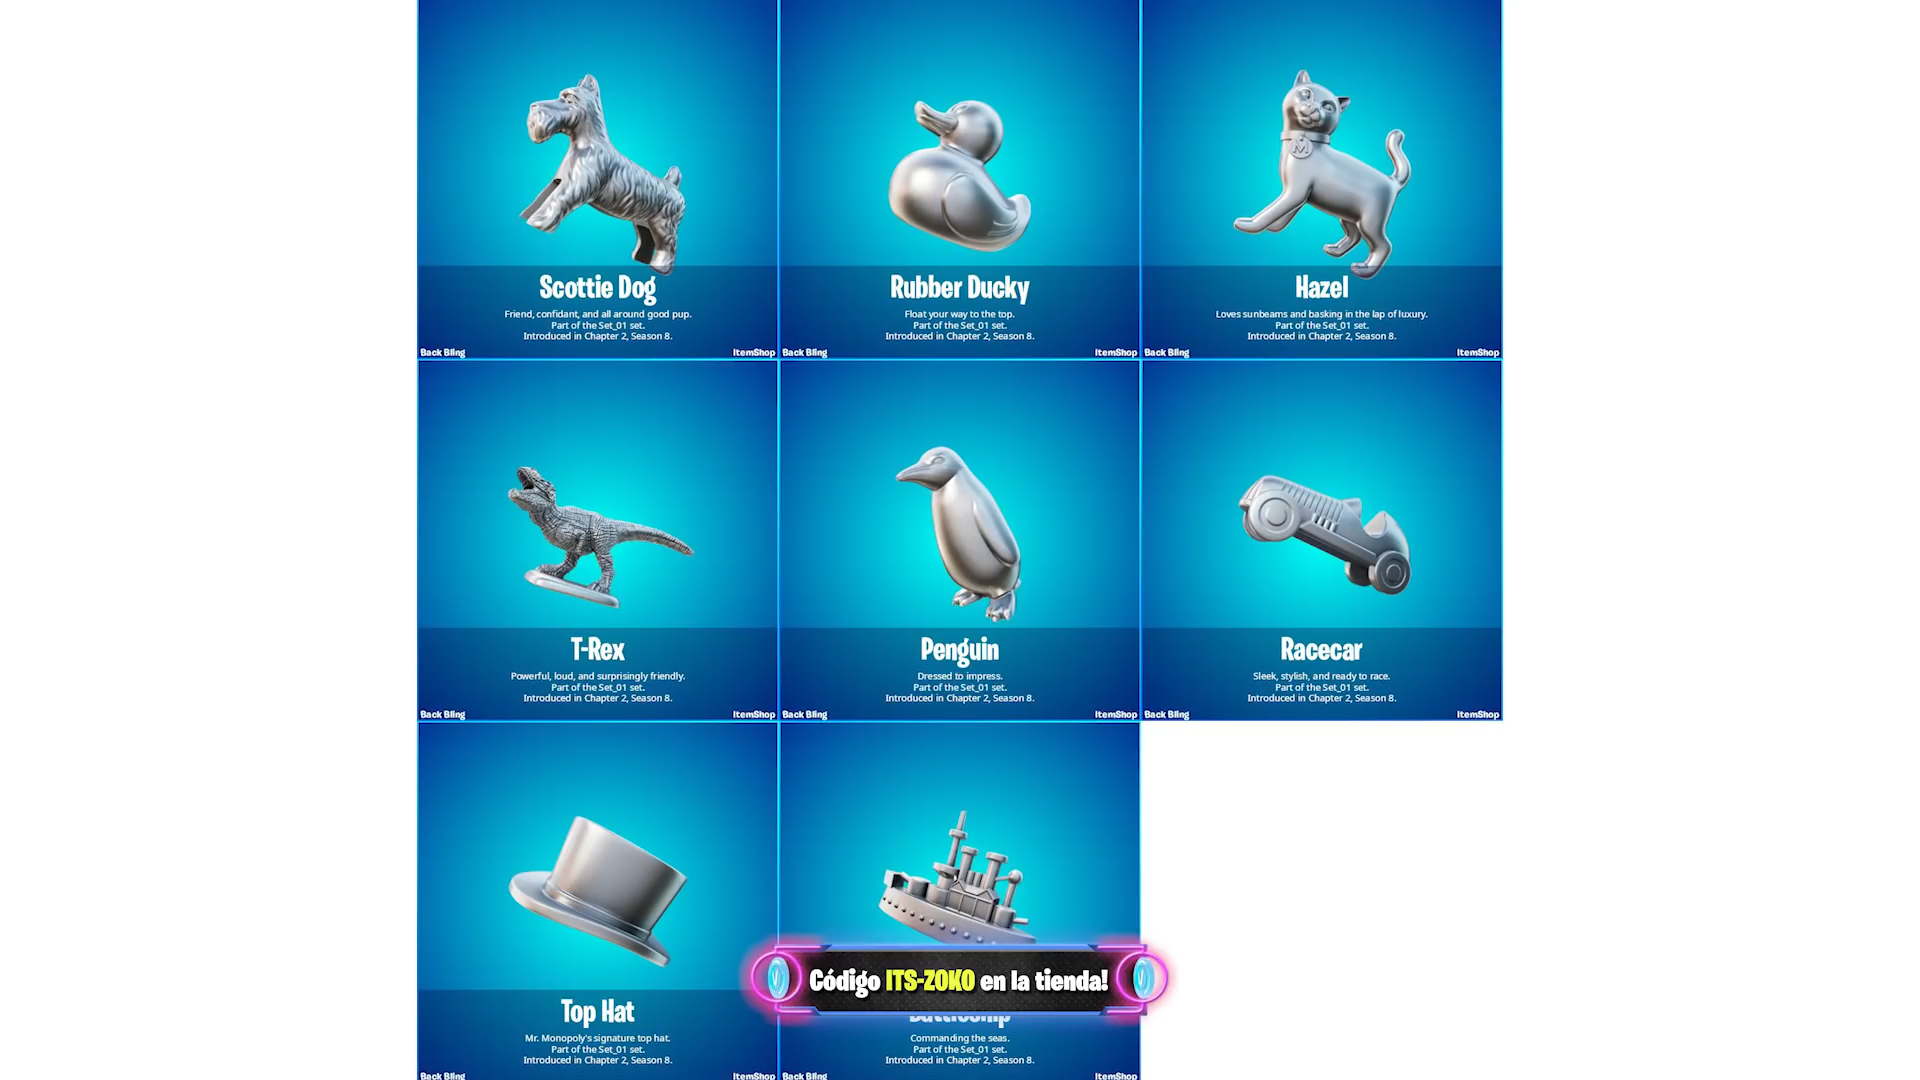 Scottie Dog
Friend, confidant, and all around good pup.
Part of the Set_01 set.
Introduced in Chapter 2, Season 8.
Back Bling
ItemShop
Rubber Ducky
Float your way to the top.
Part of the Set_01 set.
Introduced in Chapter 2, Season 8.
Back Bling
ItemShop
M
Hazel
Loves sunbeams and basking in the lap of luxury.
Part of the Set_01 set.
Introduced in Chapter 2, Season 8.
Back Bling
ItemShop
T-Rex
Powerful, loud, and surprisingly friendly.
Part of the Set_01 set.
Introduced in Chapter 2, Season 8.
Back Bling
ItemShop
Penguin
Dressed to impress.
Part of the Set_01 set.
Introduced in Chapter 2, Season 8.
Back Bling
ItemShop
Racecar
Sleek, stylish, and ready to race.
Part of the Set_01 set.
Introduced in Chapter 2, Season 8.
Back Bling
ItemShop
Top Hat
Mr. Monopoly's signature top hat.
Part of the Set_01 set.
Introduced in Chapter 2, Season 8.
Back Bling
ItemShop
Código ITS-ZOKO en la tienda!
Battleship
Commanding the seas.
Part of the Set_01 set.
Introduced in Chapter 2, Season 8.
Back Bling
ItemShop